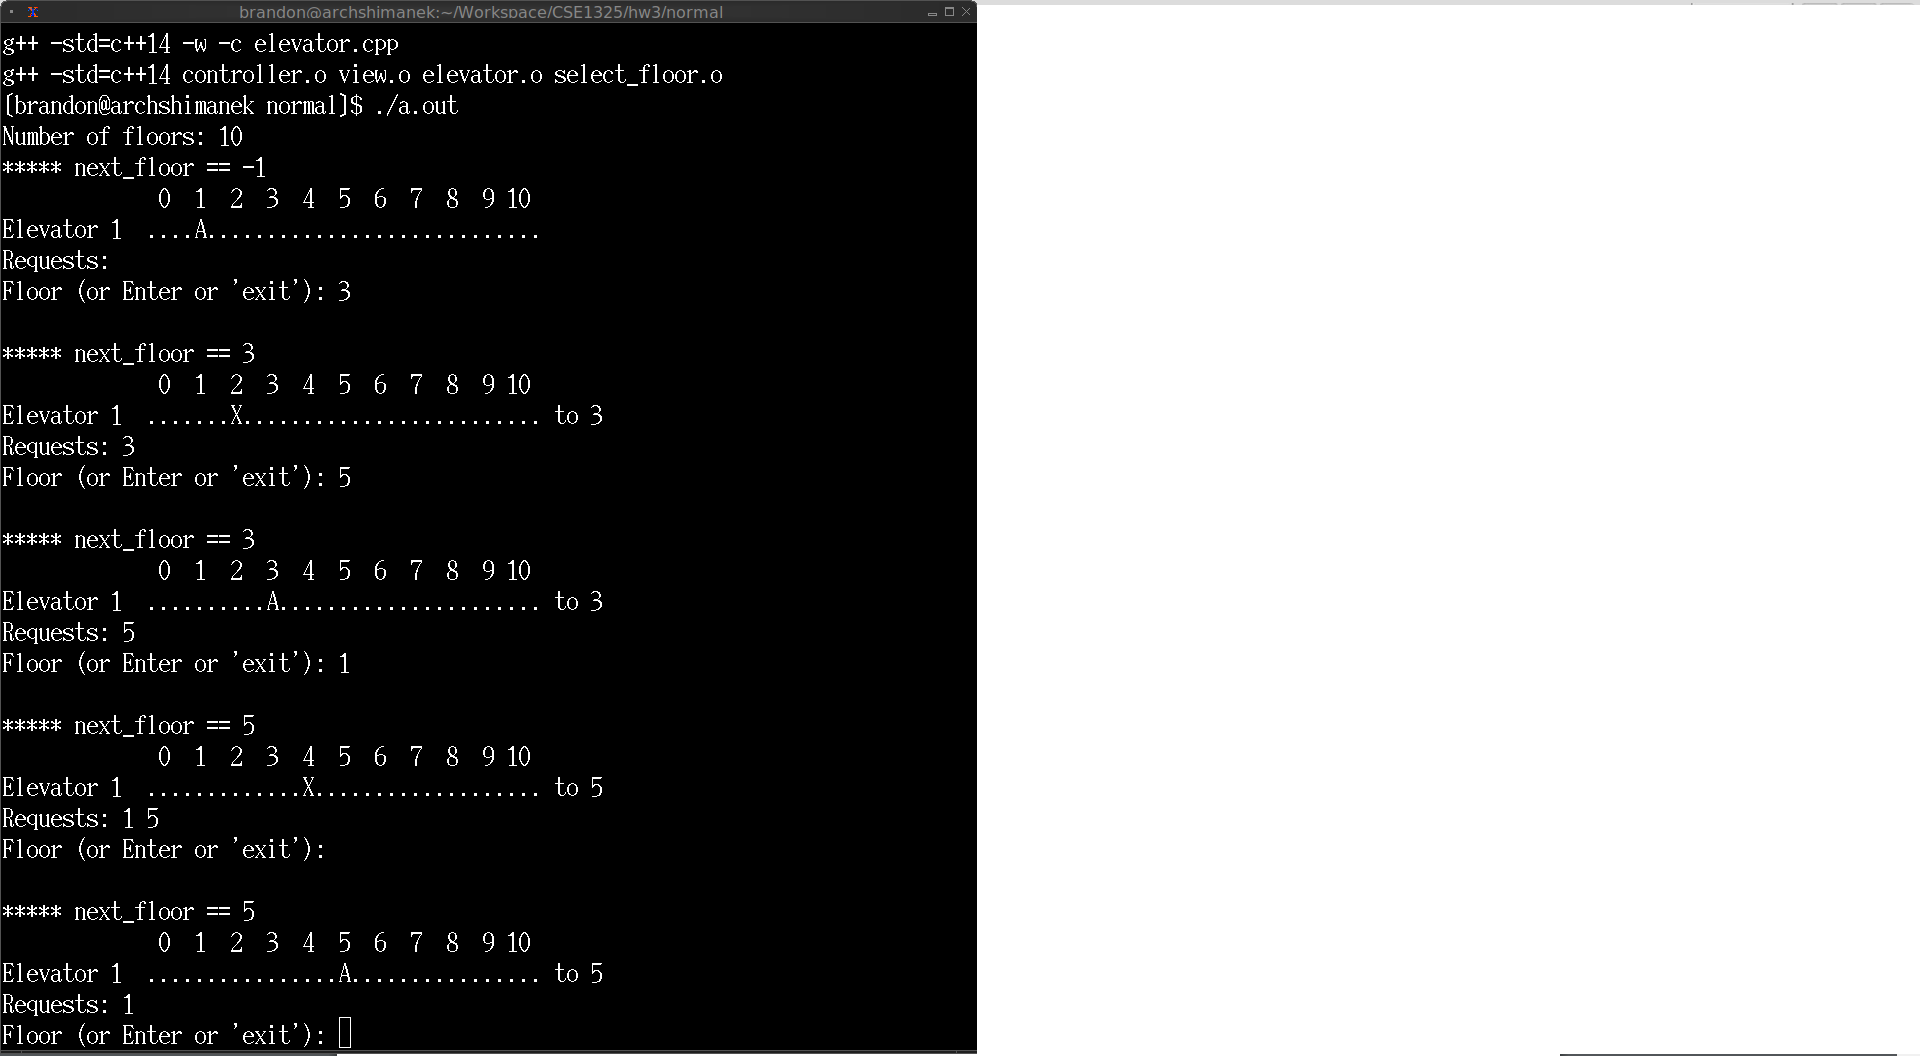 brandon@archshimanek:~/Workspace/CSE1325/hw3/normal
g++ -std=c++14 -w -c elevator.cpp
g++ -std=c++14 controller.o view.o elevator.o select_floor.o
[brandon@archshimanek normal]$ ./a.out
Number of floors: 10
***** next_floor == -1
0 1 2 3 4 5 6 7 8 9 10
Elevator 1 ....A............................
Requests:
Floor (or Enter or 'exit'): 3
***** next_floor == 3
0 1 2 3 4 5 6 7 8 9 10
Elevator 1 .......X......................... to 3
Requests: 3
Floor (or Enter or 'exit'): 5
***** next_floor == 3
0 1 2 3 4 5 6 7 8 9 10
Elevator 1 ..........A...................... to 3
Requests: 5
Floor (or Enter or 'exit'): 1
***** next_floor == 5
0 1 2 3 4 5 6 7 8 9 10
Elevator 1 .............X................... to 5
Requests: 1 5
Floor (or Enter or 'exit'):
***** next_floor == 5
0 1 2 3 4 5 6 7 8 9 10
Elevator 1 ................A................ to 5
Requests: 1
Floor (or Enter or 'exit'):